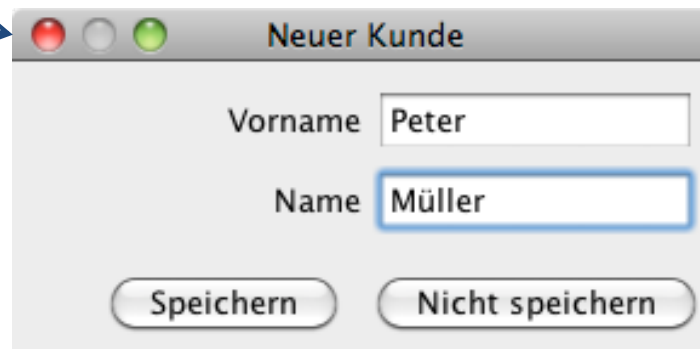 Neuer Kunde
Vorname Peter
Name Müller
Speichern Nicht speichern